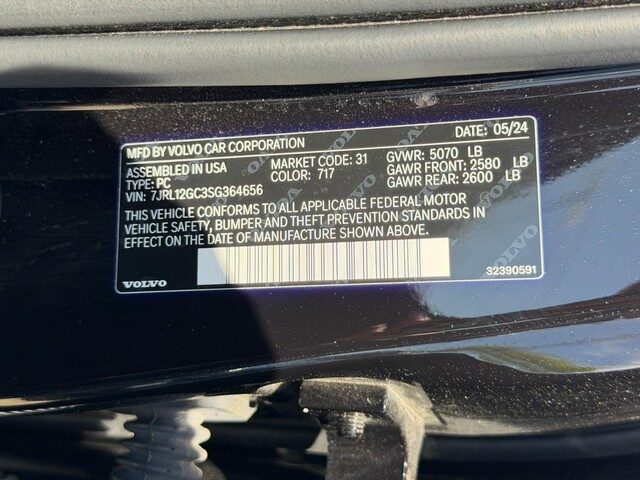 MFD BY VOLVO CAR CORPORATION DATE: 05/24
ASSEMBLED IN USA MARKET CODE: 31 GVWR: 5070 LB
TYPE: PC COLOR: 717 GAWR FRONT: 2580 LB
VIN: 7JRL12GC3SG364656 GAWR REAR: 2600 LB
THIS VEHICLE CONFORMS TO ALL APPLICABLE FEDERAL MOTOR
VEHICLE SAFETY, BUMPER AND THEFT PREVENTION STANDARDS IN
EFFECT ON THE DATE OF MANUFACTURE SHOWN ABOVE.
VOLVO 32390591